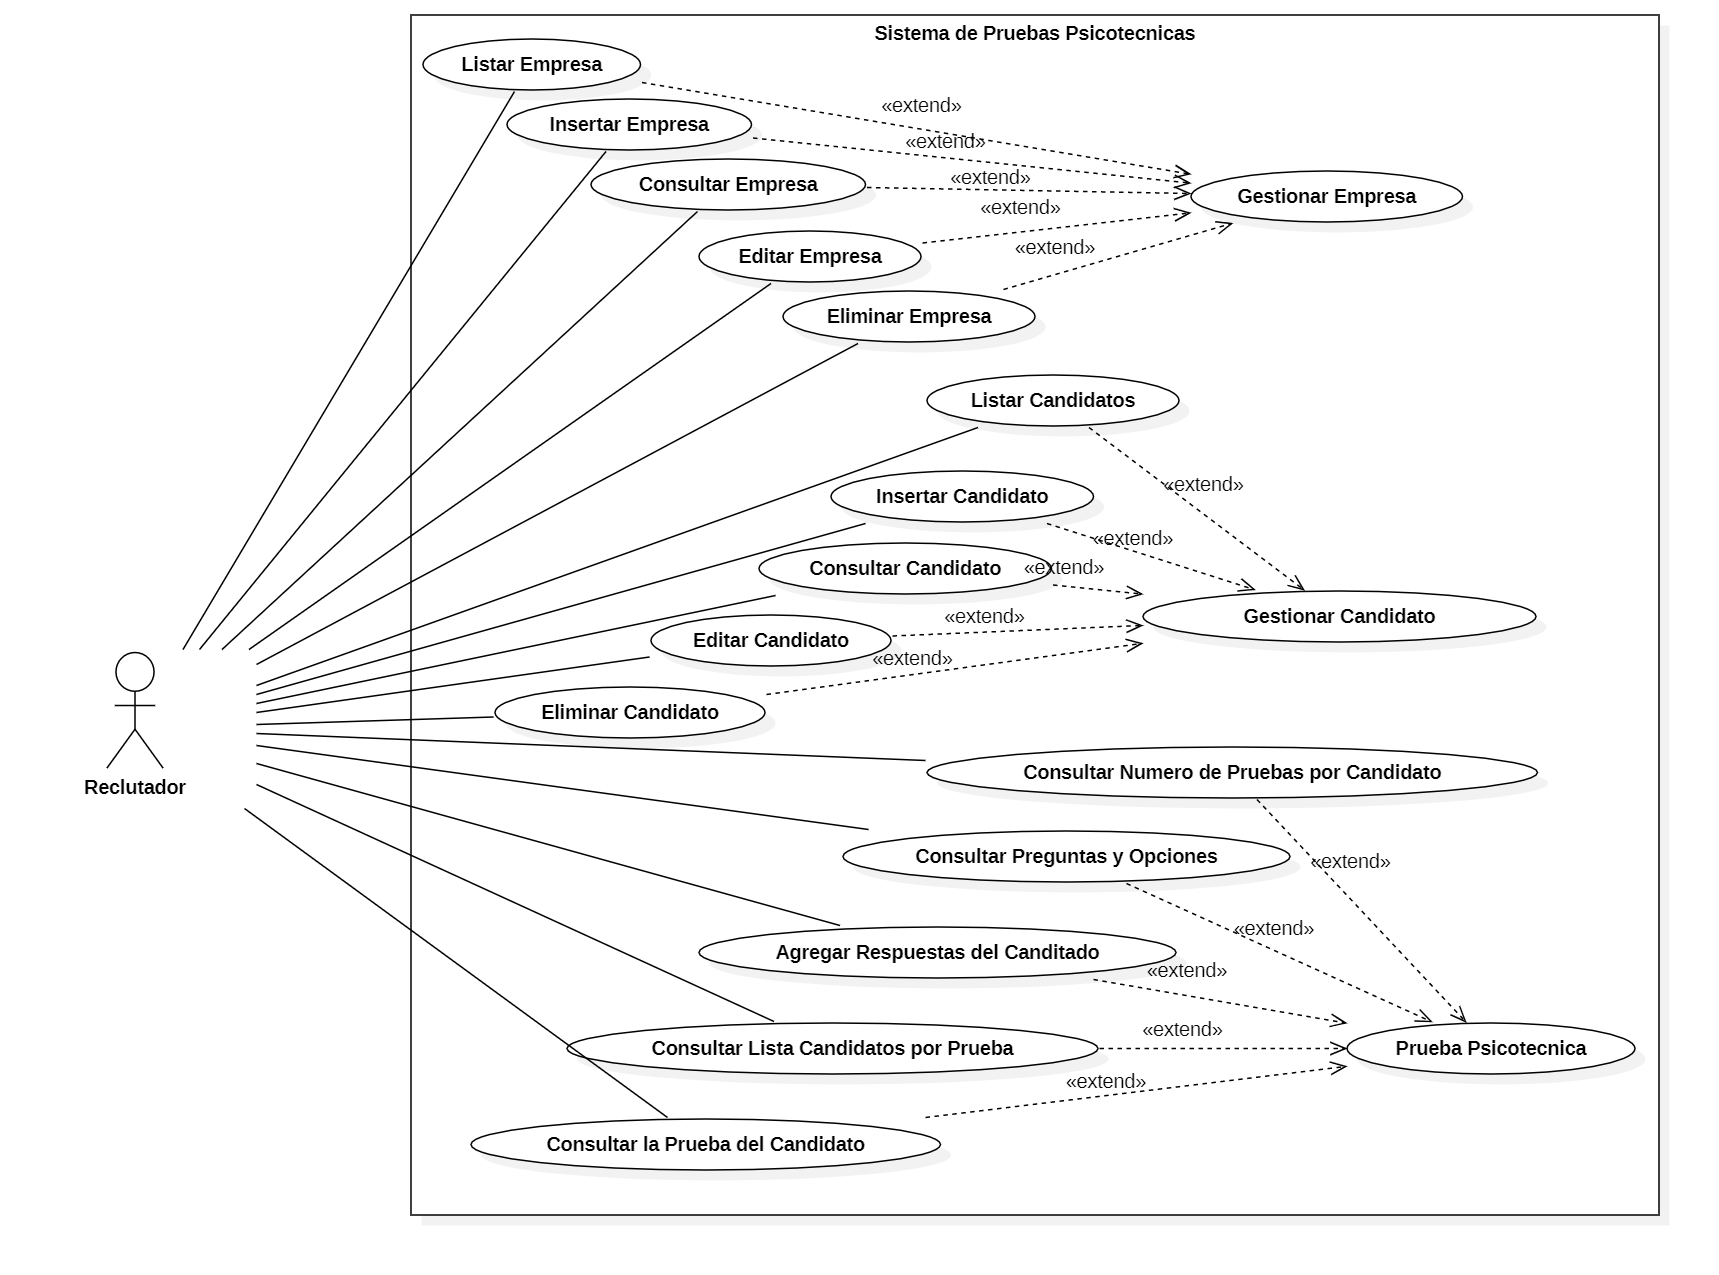 Sistema de Pruebas Psicotecnicas
Listar Empresa
«extend»
Insertar Empresa
«extend»
Consultar Empresa
«extend»
Gestionar Empresa
«extend»
Editar Empresa
«extend»
Eliminar Empresa
Listar Candidatos
«extend»
Insertar Candidato
«extend»
Consultar Candidato
«extend»
Gestionar Candidato
«extend»
Editar Candidato
«extend»
Eliminar Candidato
Reclutador
Consultar Numero de Pruebas por Candidato
«extend»
Consultar Preguntas y Opciones
«extend»
Agregar Respuestas del Canditado
«extend»
«extend»
Consultar Lista Candidatos por Prueba
Prueba Psicotecnica
«extend»
Consultar la Prueba del Candidato